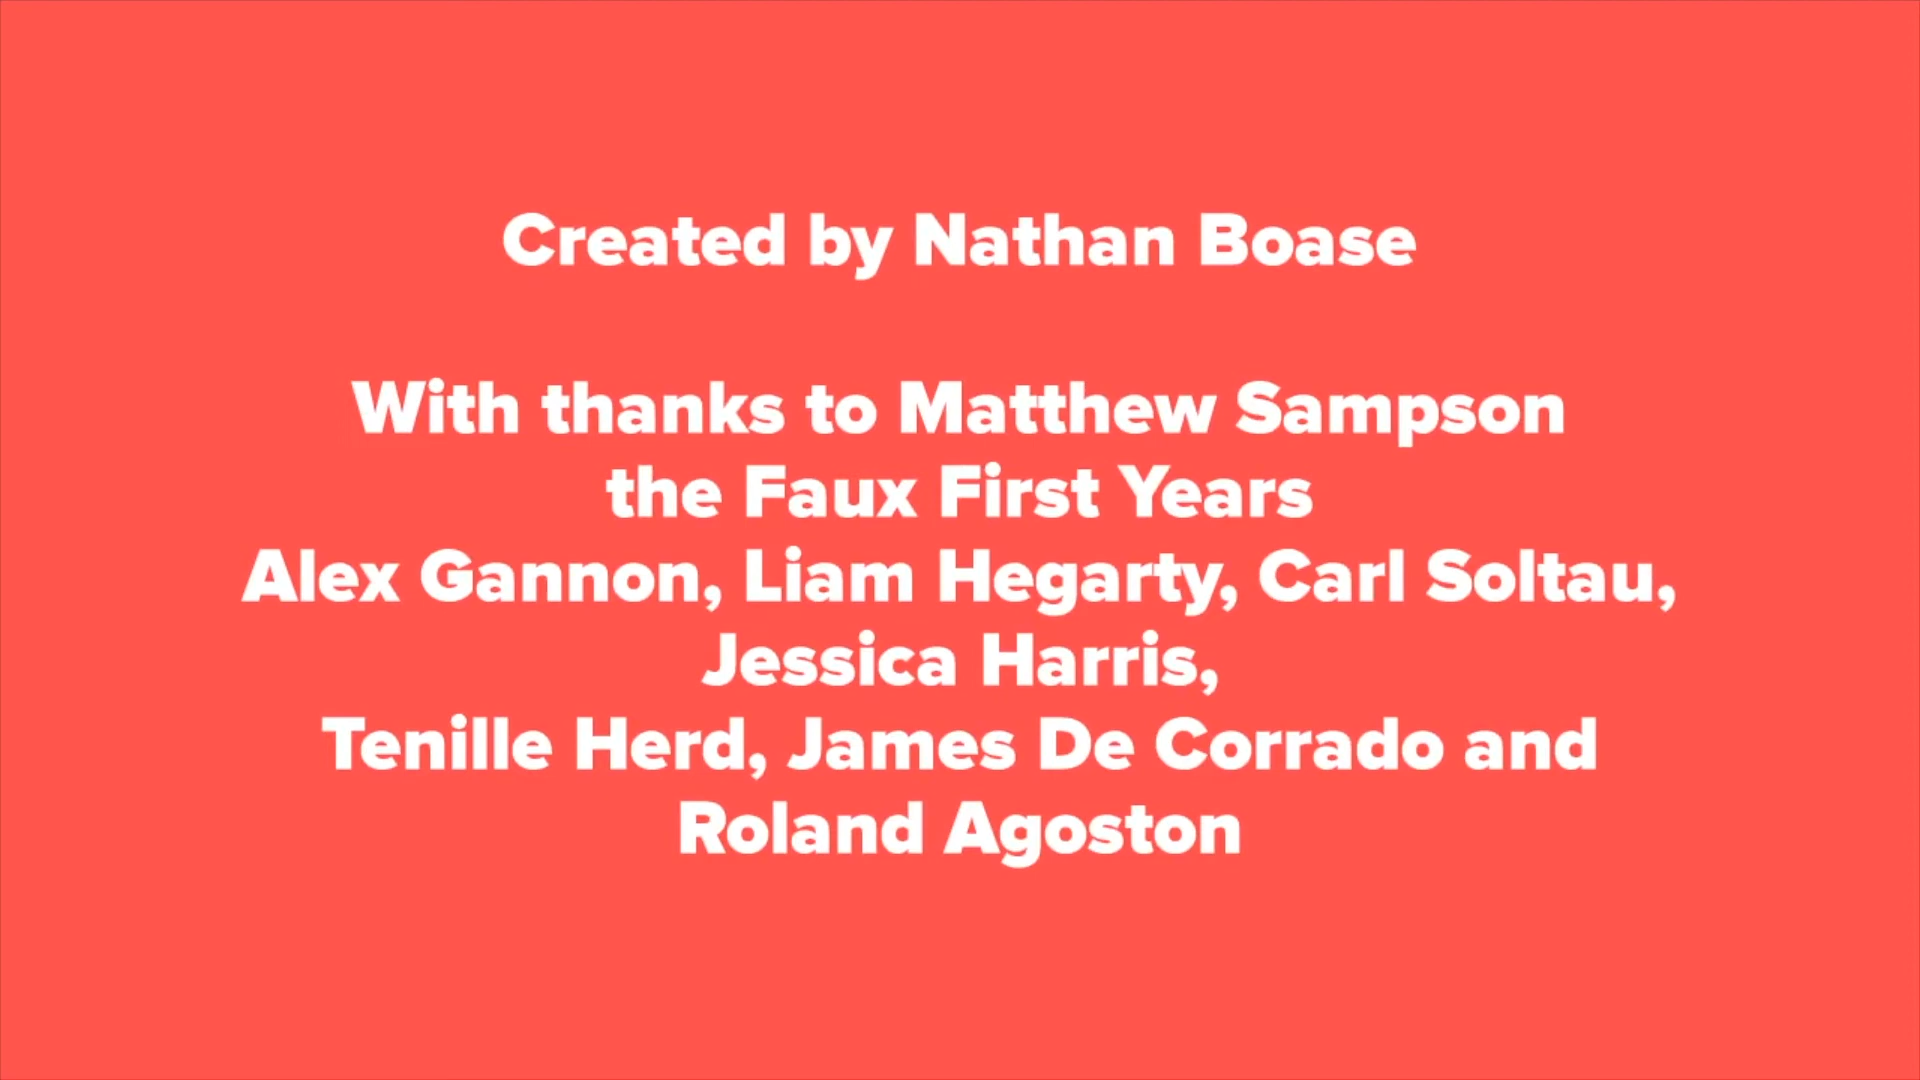 Created by Nathan Boase
With thanks to Matthew Sampson
the Faux First Years
Alex Gannon, Liam Hegarty, Carl Soltau,
Jessica Harris,
Tenille Herd, James De Corrado and
Roland Agoston